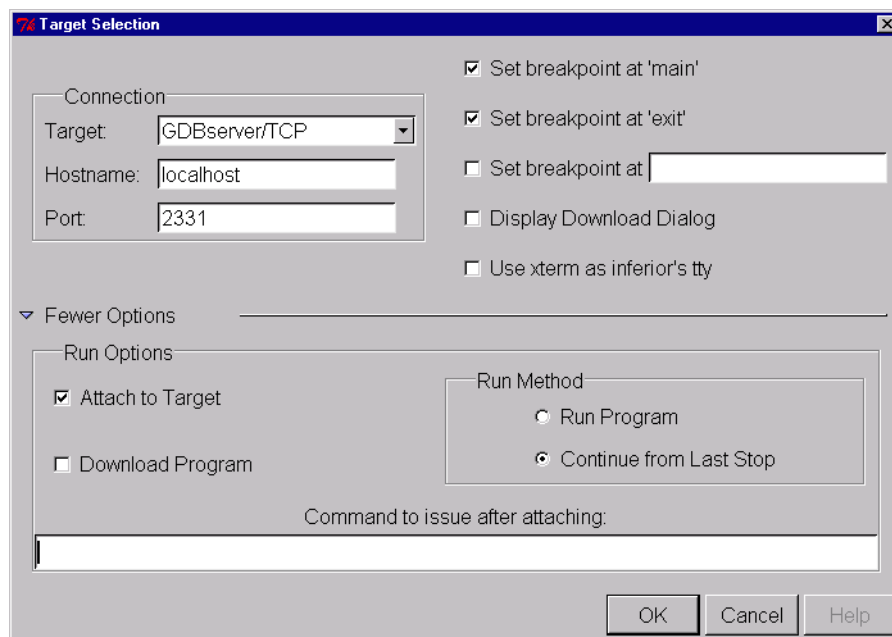 Target Selection
Connection
Target: GDBserver/TCP
Hostname: localhost
Port: 2331
Set breakpoint at 'main'
Set breakpoint at 'exit'
Set breakpoint at
Display Download Dialog
Use xterm as inferior's tty
Fewer Options
Run Options
Attach to Target
Download Program
Run Method
Run Program
Continue from Last Stop
Command to issue after attaching:
OK Cancel Help